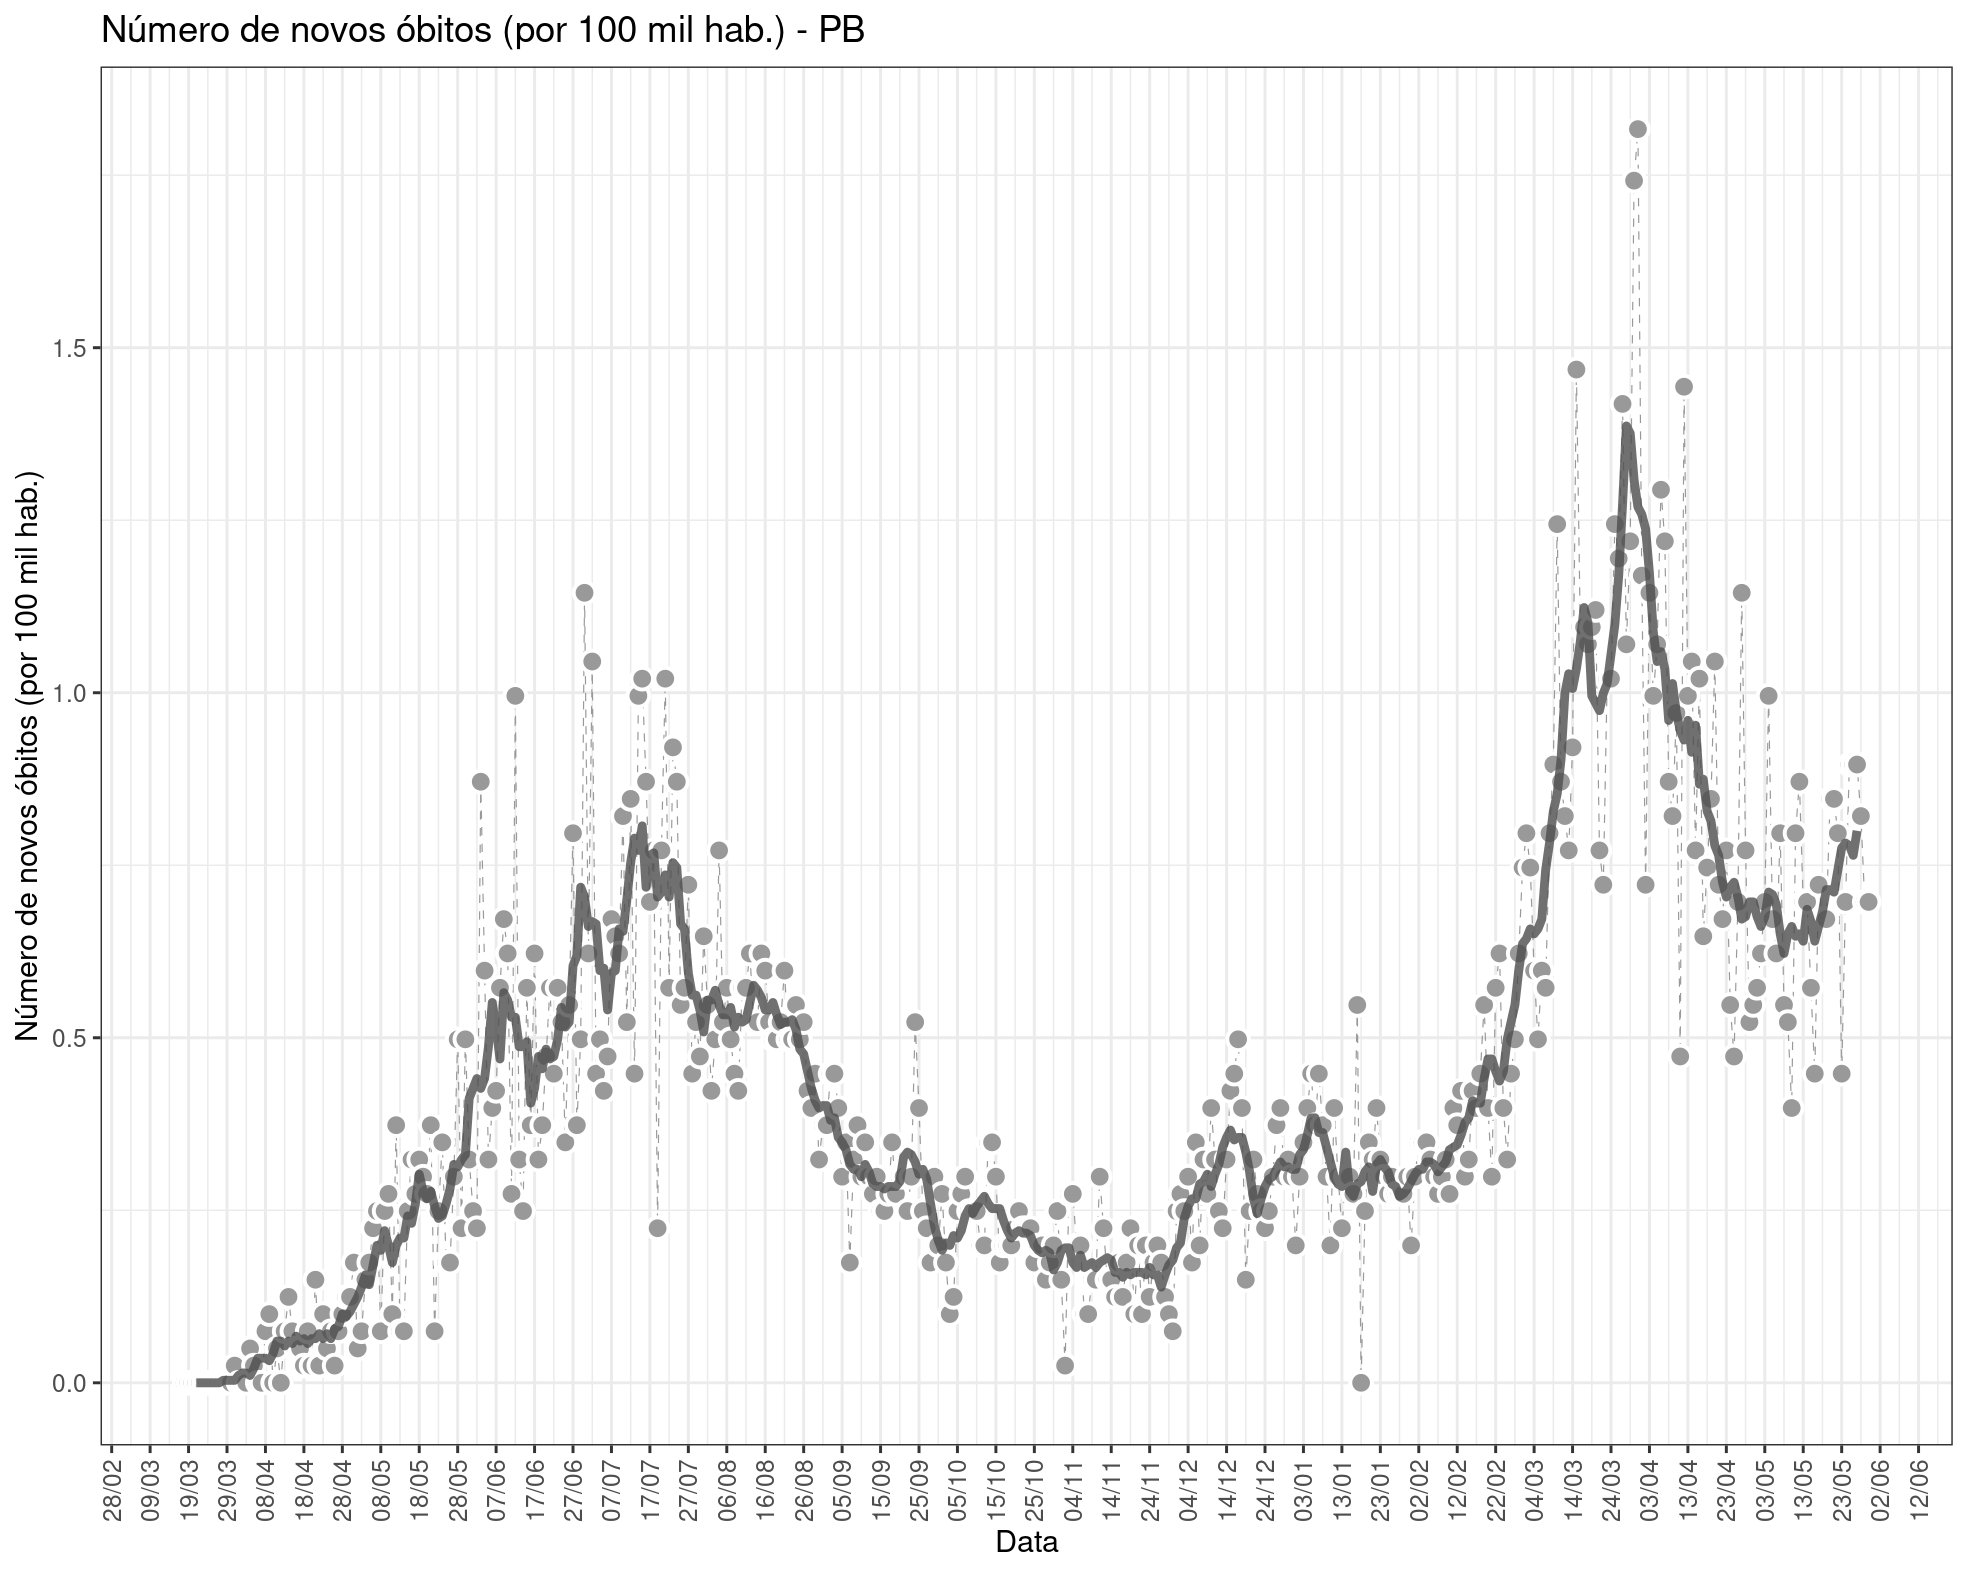 Número de novos óbitos (por 100 mil hab.) - PB
Número de novos óbitos (por 100 mil hab.)
1.5
1.0
0.5
0.0
28/02 09/03 19/03 29/03 08/04 18/04 28/04 08/05 18/05 28/05 07/06 17/06 27/06 07/07 17/07 27/07 06/08 16/08 26/08 05/09 15/09 25/09 05/10 15/10 25/10 04/11 14/11 24/11 04/12 14/12 24/12 03/01 13/01 23/01 02/02 12/02 22/02 04/03 14/03 24/03 03/04 13/04 23/04 03/05 13/05 23/05 02/06 12/06
Data